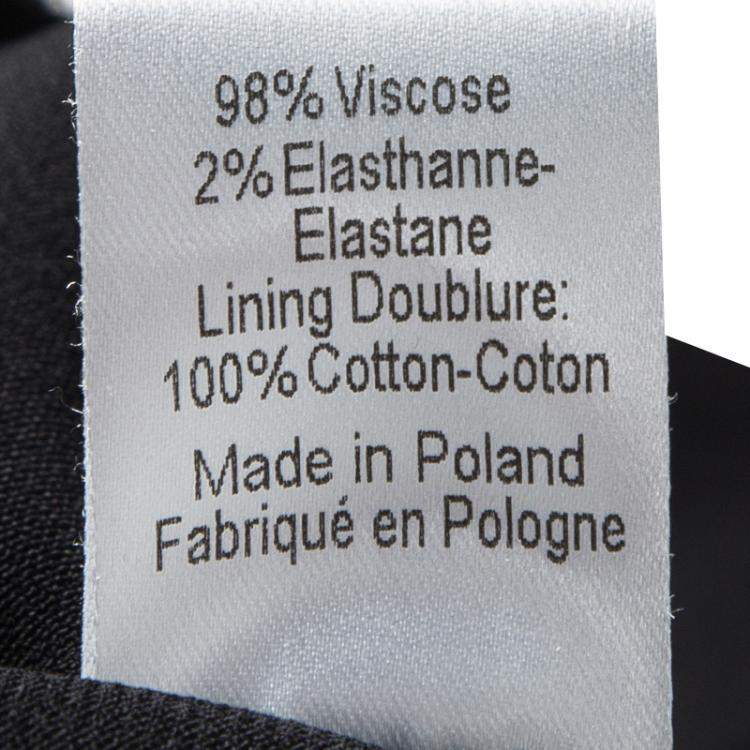 98% Viscose
2% Elasthanne-
Elastane
Lining Doublure:
100% Cotton-Coton
Made in Poland
Fabriqué en Pologne